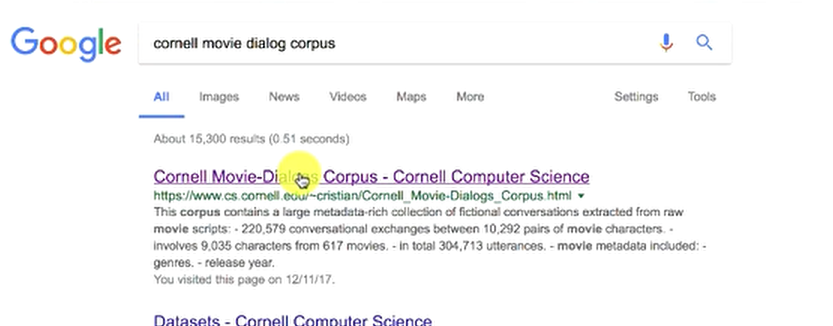 Google
cornell movie dialog corpus
All Images News Videos Maps More Settings Tools
About 15,300 results (0.51 seconds)
Cornell Movie-Dialogs Corpus - Cornell Computer Science
https://www.cs.cornell.edu/~cristian/Cornell_Movie-Dialogs_Corpus.html
This corpus contains a large metadata-rich collection of fictional conversations extracted from raw
movie scripts: - 220,579 conversational exchanges between 10,292 pairs of movie characters. -
involves 9,035 characters from 617 movies. - in total 304,713 utterances. - movie metadata included: -
genres. - release year.
You visited this page on 12/11/17.
Datasets - Cornell Computer Science